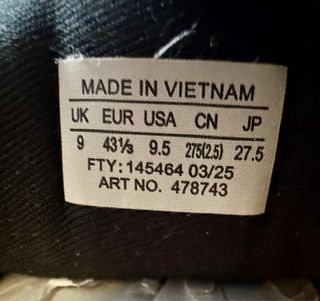 MADE IN VIETNAM
UK EUR USA CN JP
9 43⅓ 9.5 275(2.5) 27.5
FTY: 145464 03/25
ART NO. 478743